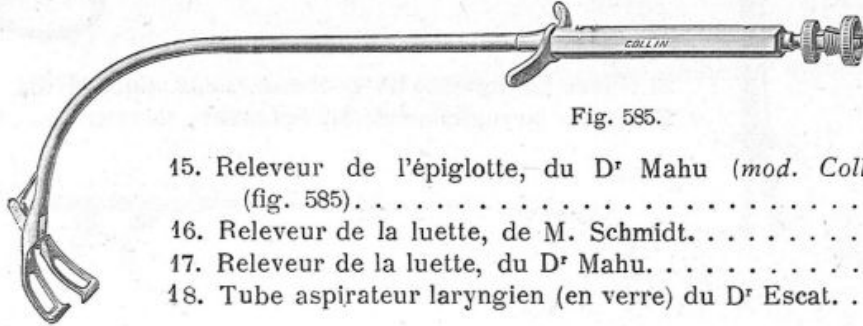 COLLIN
Fig. 585.
15. Releveur de l'épiglotte, du Dʳ Mahu (mod. Coll
(fig. 585). . . . . . . . . . . . . . . . . . . . . . .
16. Releveur de la luette, de M. Schmidt. . . . . . . . . .
17. Releveur de la luette, du Dʳ Mahu. . . . . . . . . . . .
18. Tube aspirateur laryngien (en verre) du Dʳ Escat. . .